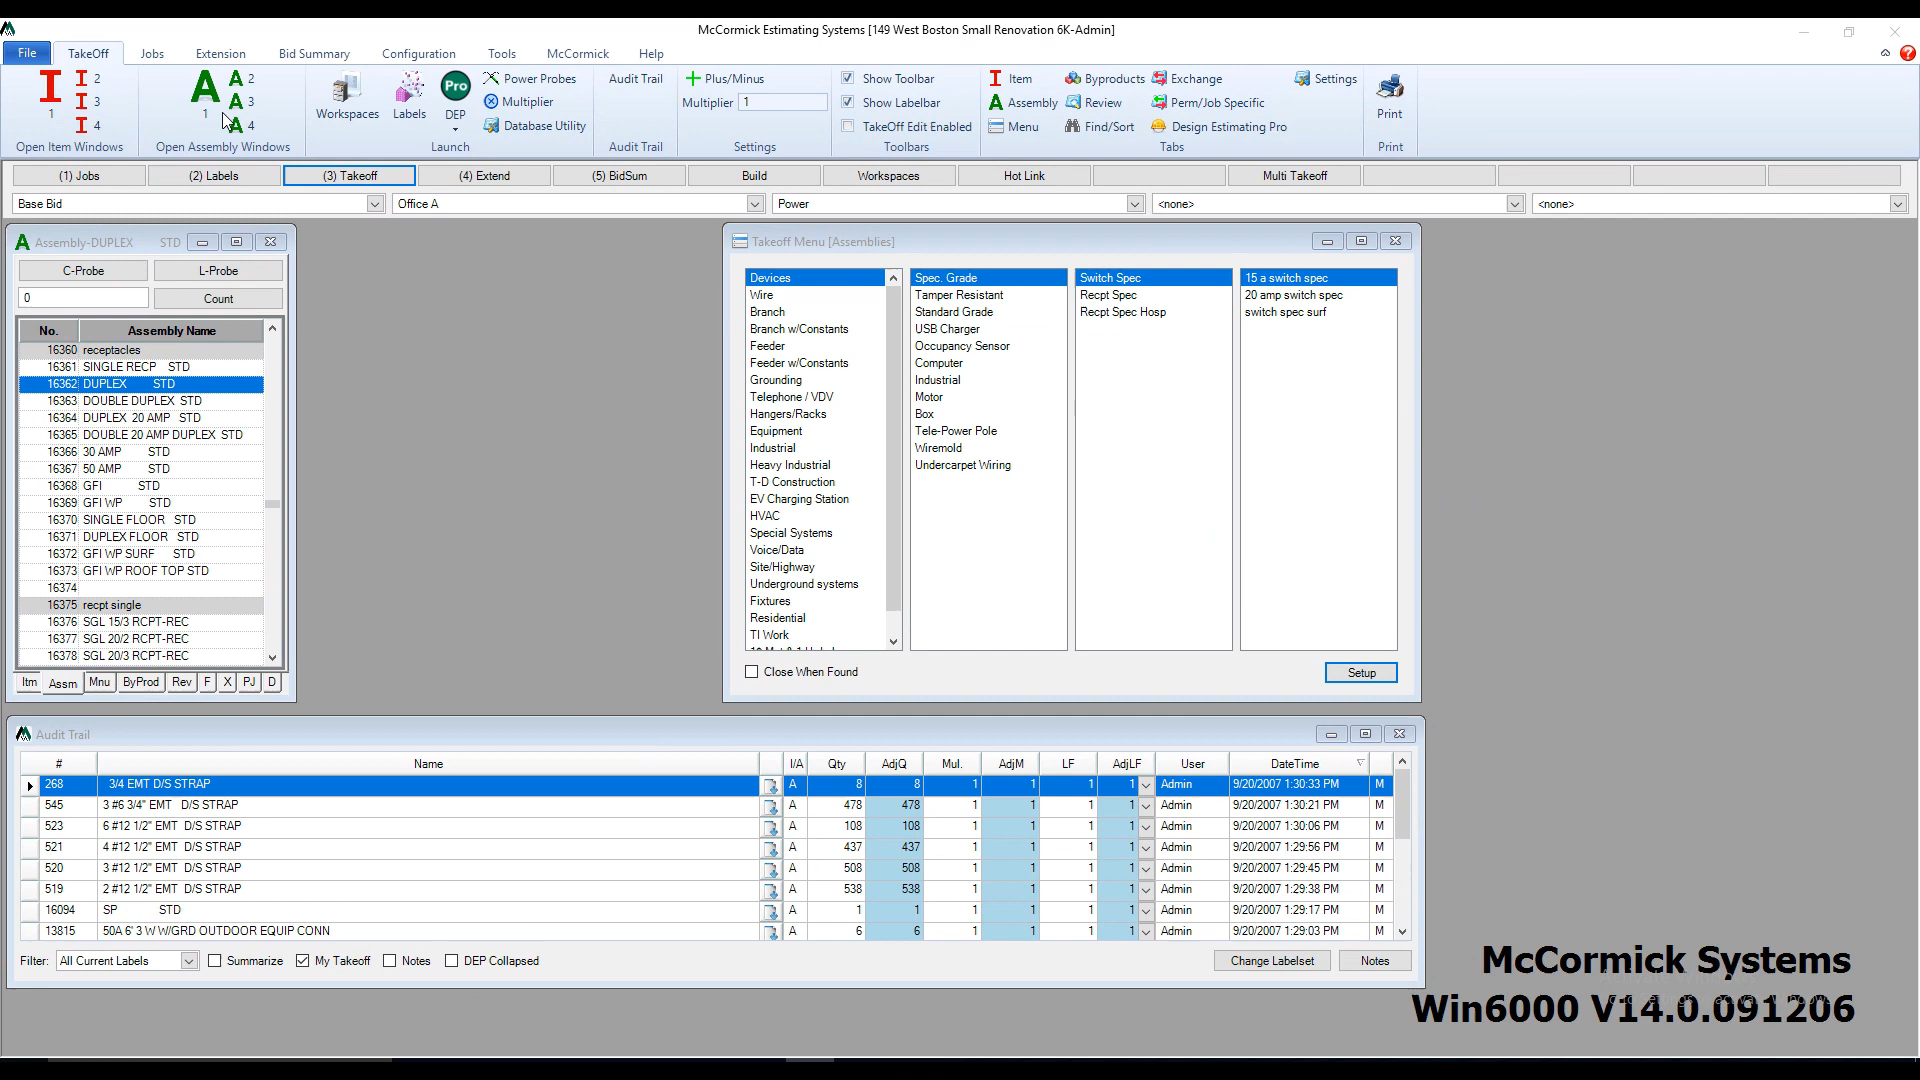 McCormick Estimating Systems [149 West Boston Small Renovation 6K-Admin]
File TakeOff Jobs Extension Bid Summary Configuration Tools McCormick Help
1 2 3 4
Open Item Windows
1 2 3 4
Open Assembly Windows
Workspaces Labels Pro DEP
Power Probes
Multiplier
Database Utility
Launch
Audit Trail
Audit Trail
Plus/Minus
Multiplier 1
Settings
Show Toolbar
Show Labelbar
TakeOff Edit Enabled
Toolbars
Item Byproducts Exchange Settings
Assembly Review Perm/Job Specific
Menu Find/Sort Design Estimating Pro
Tabs
Print
Print
(1) Jobs (2) Labels (3) Takeoff (4) Extend (5) BidSum Build Workspaces Hot Link Multi Takeoff
Base Bid Office A Power <none> <none>
Assembly-DUPLEX STD
C-Probe L-Probe
0 Count
No. Assembly Name
16360 receptacles
16361 SINGLE RECP STD
16362 DUPLEX STD
16363 DOUBLE DUPLEX STD
16364 DUPLEX 20 AMP STD
16365 DOUBLE 20 AMP DUPLEX STD
16366 30 AMP STD
16367 50 AMP STD
16368 GFI STD
16369 GFI WP STD
16370 SINGLE FLOOR STD
16371 DUPLEX FLOOR STD
16372 GFI WP SURF STD
16373 GFI WP ROOF TOP STD
16374
16375 recpt single
16376 SGL 15/3 RCPT-REC
16377 SGL 20/2 RCPT-REC
16378 SGL 20/3 RCPT-REC
Itm Assm Mnu ByProd Rev F X PJ D
Takeoff Menu [Assemblies]
Devices
Wire
Branch
Branch w/Constants
Feeder
Feeder w/Constants
Grounding
Telephone / VDV
Hangers/Racks
Equipment
Industrial
Heavy Industrial
T-D Construction
EV Charging Station
HVAC
Special Systems
Voice/Data
Site/Highway
Underground systems
Fixtures
Residential
TI Work
Spec. Grade
Tamper Resistant
Standard Grade
USB Charger
Occupancy Sensor
Computer
Industrial
Motor
Box
Tele-Power Pole
Wiremold
Undercarpet Wiring
Switch Spec
Recpt Spec
Recpt Spec Hosp
15 a switch spec
20 amp switch spec
switch spec surf
Close When Found Setup
Audit Trail
# Name I/A Qty AdjQ Mul. AdjM LF AdjLF User DateTime
268 3/4 EMT D/S STRAP A 8 8 1 1 1 1 Admin 9/20/2007 1:30:33 PM M
545 3 #6 3/4" EMT D/S STRAP A 478 478 1 1 1 1 Admin 9/20/2007 1:30:21 PM M
523 6 #12 1/2" EMT D/S STRAP A 108 108 1 1 1 1 Admin 9/20/2007 1:30:06 PM M
521 4 #12 1/2" EMT D/S STRAP A 437 437 1 1 1 1 Admin 9/20/2007 1:29:56 PM M
520 3 #12 1/2" EMT D/S STRAP A 508 508 1 1 1 1 Admin 9/20/2007 1:29:45 PM M
519 2 #12 1/2" EMT D/S STRAP A 538 538 1 1 1 1 Admin 9/20/2007 1:29:38 PM M
16094 SP STD A 1 1 1 1 1 1 Admin 9/20/2007 1:29:17 PM M
13815 50A 6' 3 W W/GRD OUTDOOR EQUIP CONN A 6 6 1 1 1 1 Admin 9/20/2007 1:29:03 PM M
Filter: All Current Labels Summarize My Takeoff Notes DEP Collapsed Change Labelset Notes
McCormick Systems
Win6000 V14.0.091206